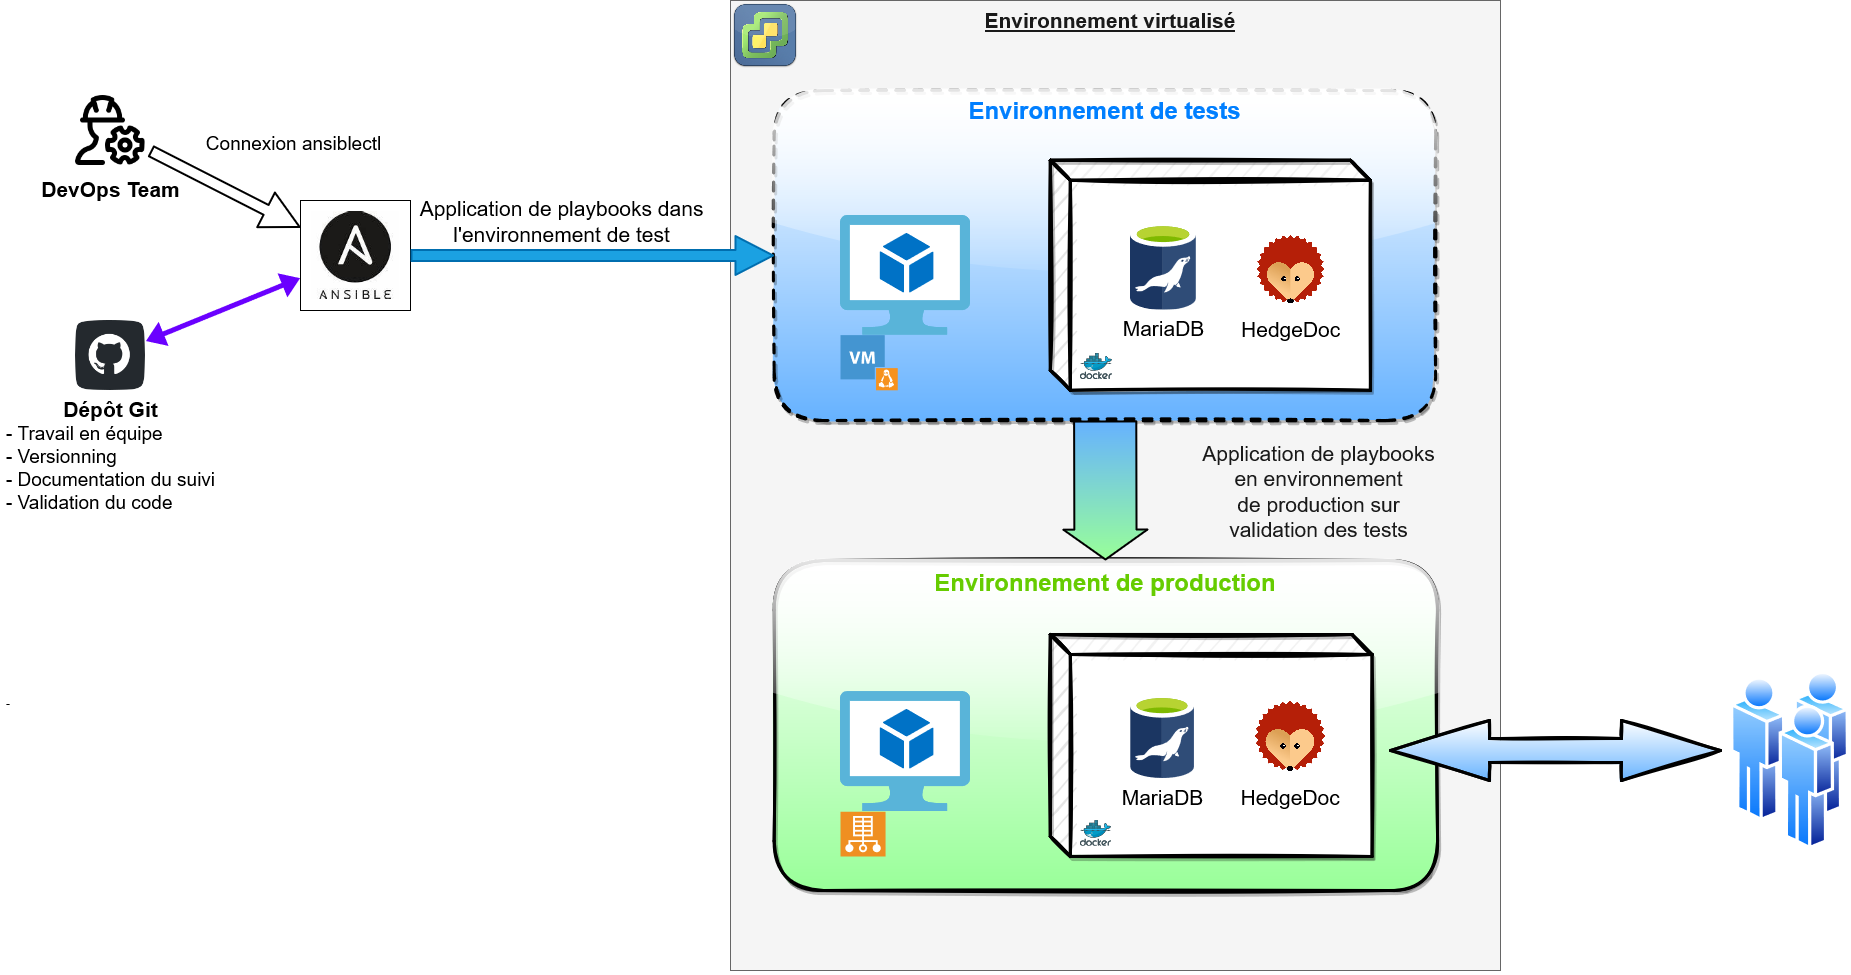 Environnement virtualisé
Environnement de tests
Connexion ansiblectl
DevOps Team
Application de playbooks dans
l'environnement de test
ANSIBLE
MariaDB
HedgeDoc
VM
docker
Dépôt Git
- Travail en équipe
- Versionning
- Documentation du suivi
- Validation du code
Application de playbooks
en environnement
de production sur
validation des tests
Environnement de production
-
MariaDB
HedgeDoc
docker